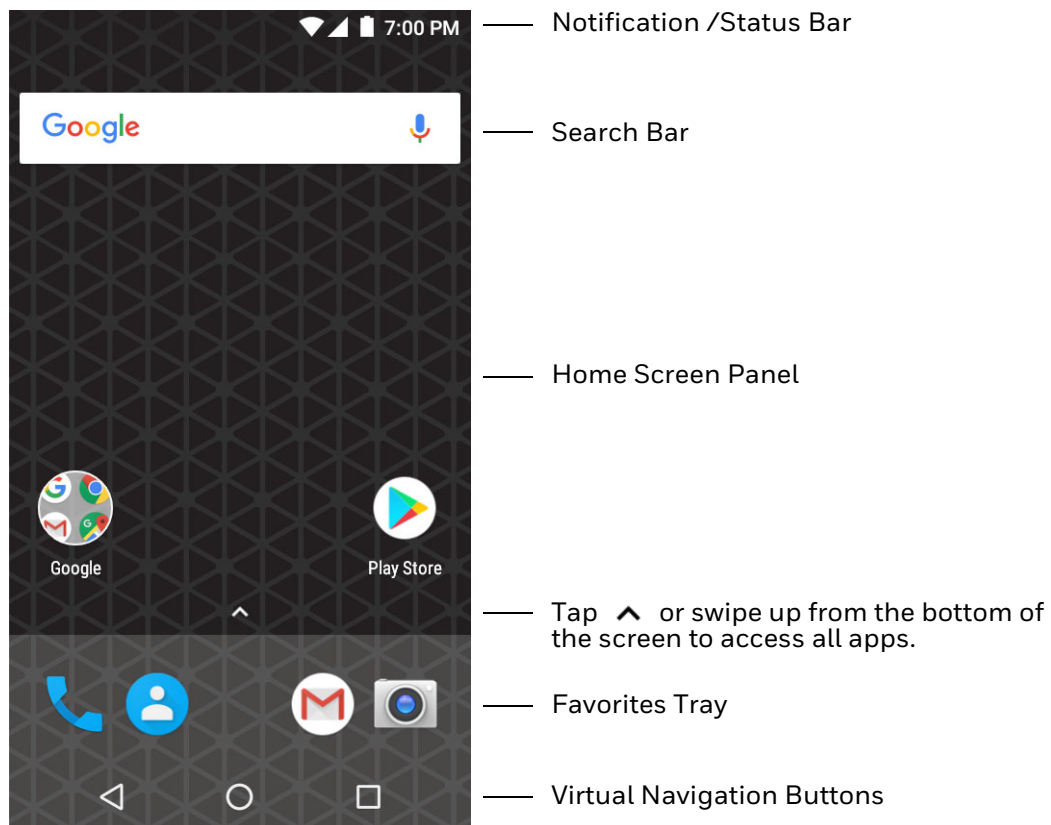 7:00 PM
Notification /Status Bar
Google
Search Bar
Home Screen Panel
Google
Play Store
Tap ^ or swipe up from the bottom of
the screen to access all apps.
Favorites Tray
Virtual Navigation Buttons